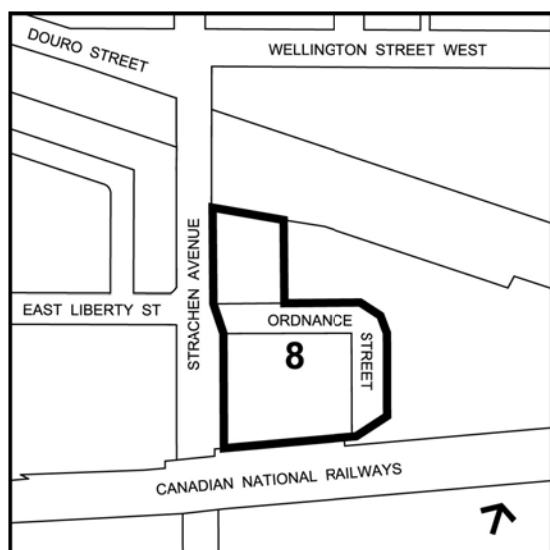 DOURO STREET
WELLINGTON STREET WEST
STRACHEN AVENUE
EAST LIBERTY ST
ORDNANCE
STREET
8
CANADIAN NATIONAL RAILWAYS